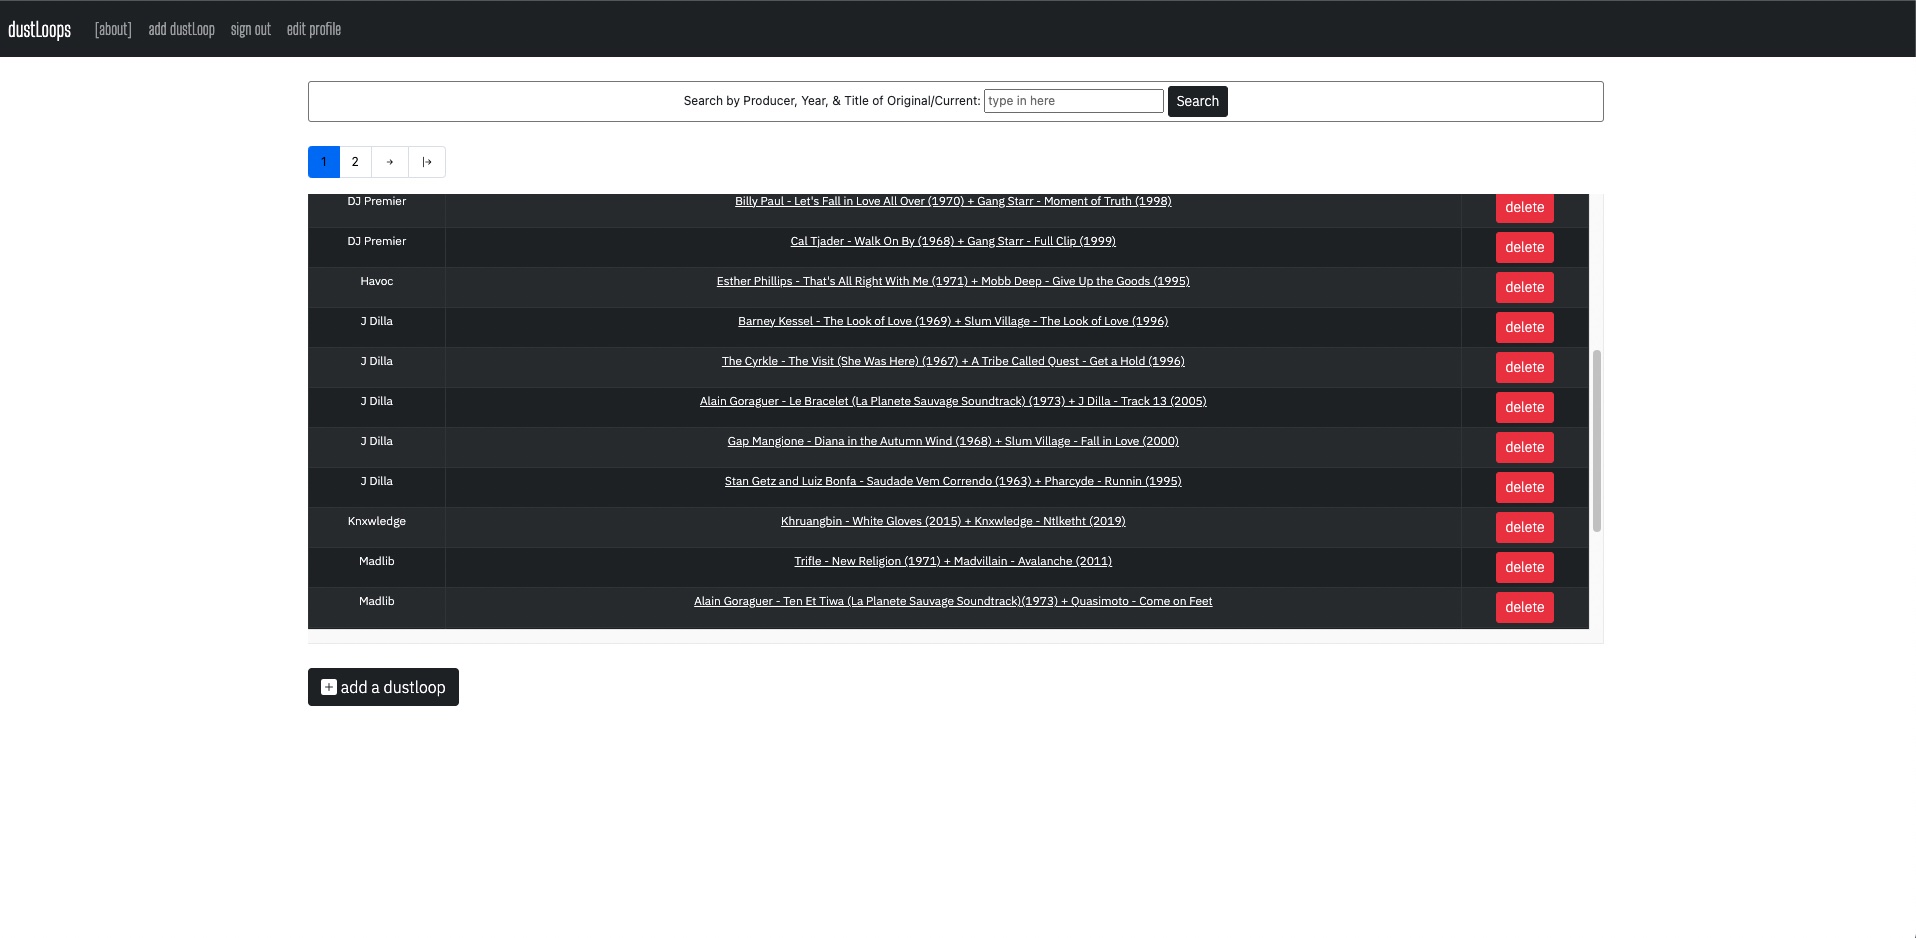 dustLoops [about] add dustLoop sign out edit profile
Search by Producer, Year, & Title of Original/Current: type in here Search
1 2 → |→
DJ Premier Billy Paul - Let's Fall in Love All Over (1970) + Gang Starr - Moment of Truth (1998) delete
DJ Premier Cal Tjader - Walk On By (1968) + Gang Starr - Full Clip (1999) delete
Havoc Esther Phillips - That's All Right With Me (1971) + Mobb Deep - Give Up the Goods (1995) delete
J Dilla Barney Kessel - The Look of Love (1969) + Slum Village - The Look of Love (1996) delete
J Dilla The Cyrkle - The Visit (She Was Here) (1967) + A Tribe Called Quest - Get a Hold (1996) delete
J Dilla Alain Goraguer - Le Bracelet (La Planete Sauvage Soundtrack) (1973) + J Dilla - Track 13 (2005) delete
J Dilla Gap Mangione - Diana in the Autumn Wind (1968) + Slum Village - Fall in Love (2000) delete
J Dilla Stan Getz and Luiz Bonfa - Saudade Vem Correndo (1963) + Pharcyde - Runnin (1995) delete
Knxwledge Khruangbin - White Gloves (2015) + Knxwledge - Ntlketht (2019) delete
Madlib Trifle - New Religion (1971) + Madvillain - Avalanche (2011) delete
Madlib Alain Goraguer - Ten Et Tiwa (La Planete Sauvage Soundtrack)(1973) + Quasimoto - Come on Feet delete
+ add a dustloop